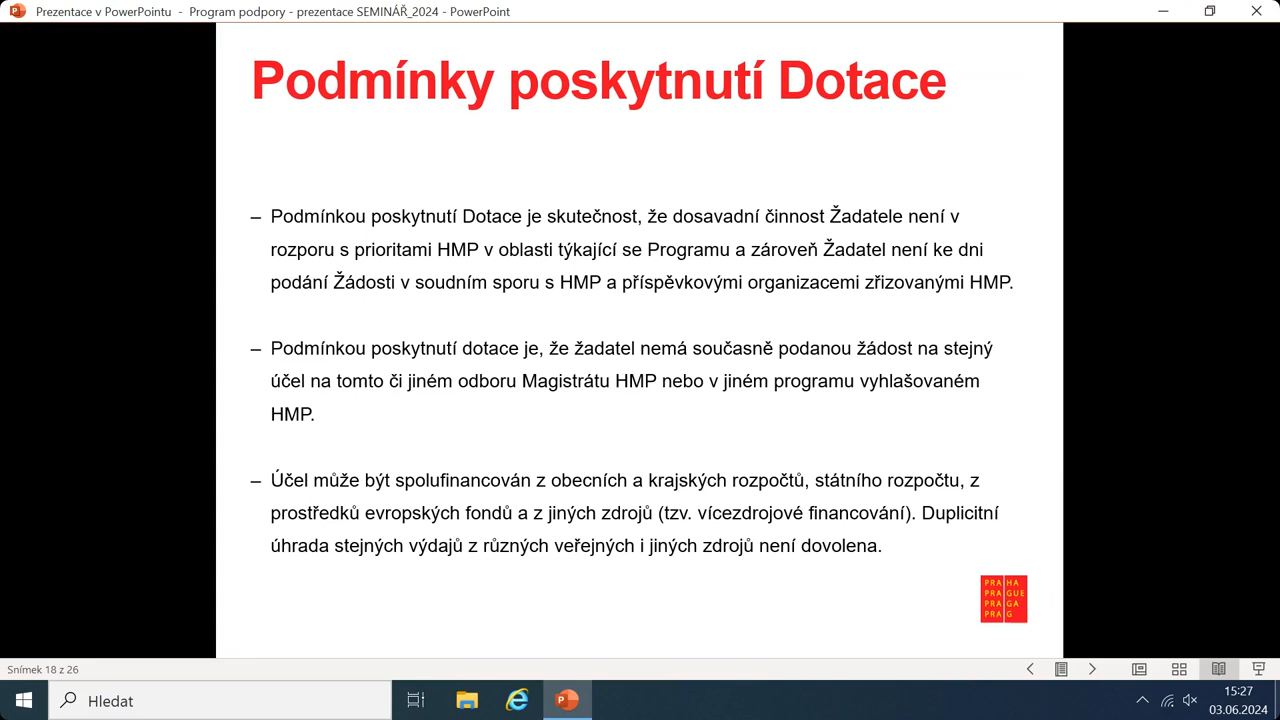 Prezentace v PowerPointu - Program podpory - prezentace SEMINÁŘ_2024 - PowerPoint
Podmínky poskytnutí Dotace
– Podmínkou poskytnutí Dotace je skutečnost, že dosavadní činnost Žadatele není v
rozporu s prioritami HMP v oblasti týkající se Programu a zároveň Žadatel není ke dni
podání Žádosti v soudním sporu s HMP a příspěvkovými organizacemi zřizovanými HMP.
– Podmínkou poskytnutí dotace je, že žadatel nemá současně podanou žádost na stejný
účel na tomto či jiném odboru Magistrátu HMP nebo v jiném programu vyhlašovaném
HMP.
– Účel může být spolufinancován z obecních a krajských rozpočtů, státního rozpočtu, z
prostředků evropských fondů a z jiných zdrojů (tzv. vícezdrojové financování). Duplicitní
úhrada stejných výdajů z různých veřejných i jiných zdrojů není dovolena.
PRA HA
PRA GUE
PRA GA
PRA G
Snímek 18 z 26
Hledat
15:27
03.06.2024